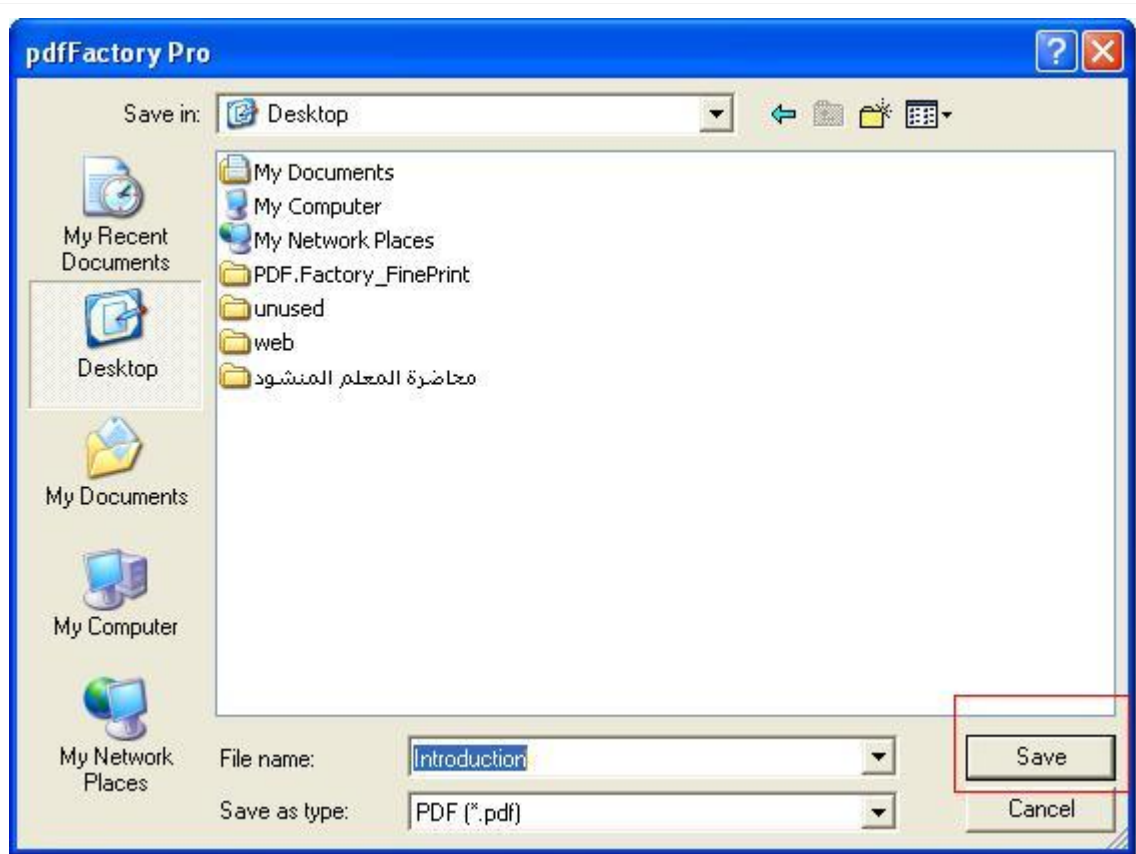 pdfFactory Pro
Save in:
Desktop
My Recent
Documents
Desktop
My Documents
My Computer
My Network
Places
My Documents
My Computer
My Network Places
PDF.Factory_FinePrint
unused
web
محاضرة المعلم المنشود
File name:
Introduction
Save
Save as type:
PDF (*.pdf)
Cancel